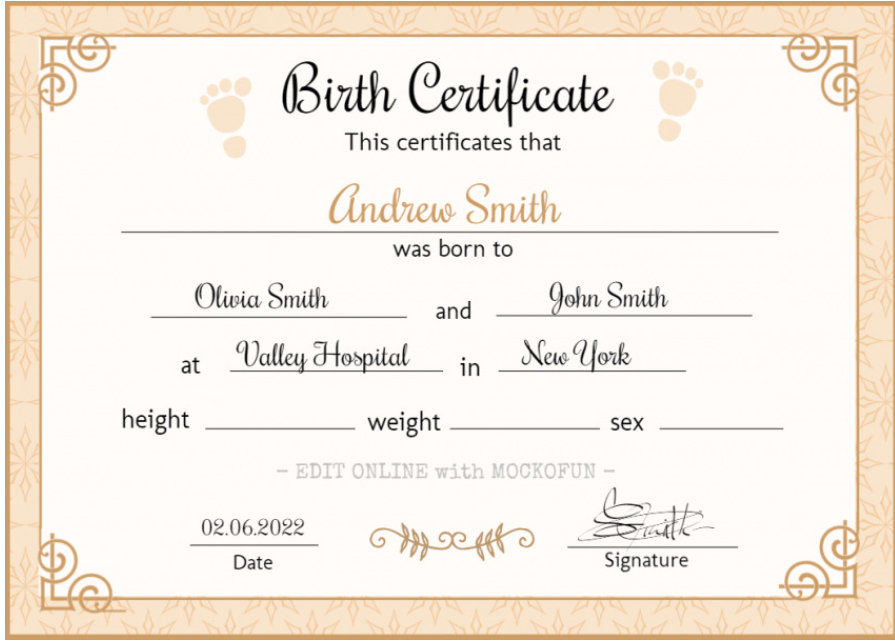 Birth Certificate
This certificates that
Andrew Smith
was born to
Olivia Smith and John Smith
at Valley Hospital in New York
height weight sex
- EDIT ONLINE with MOCKOFUN -
02.06.2022 Smith
Date Signature